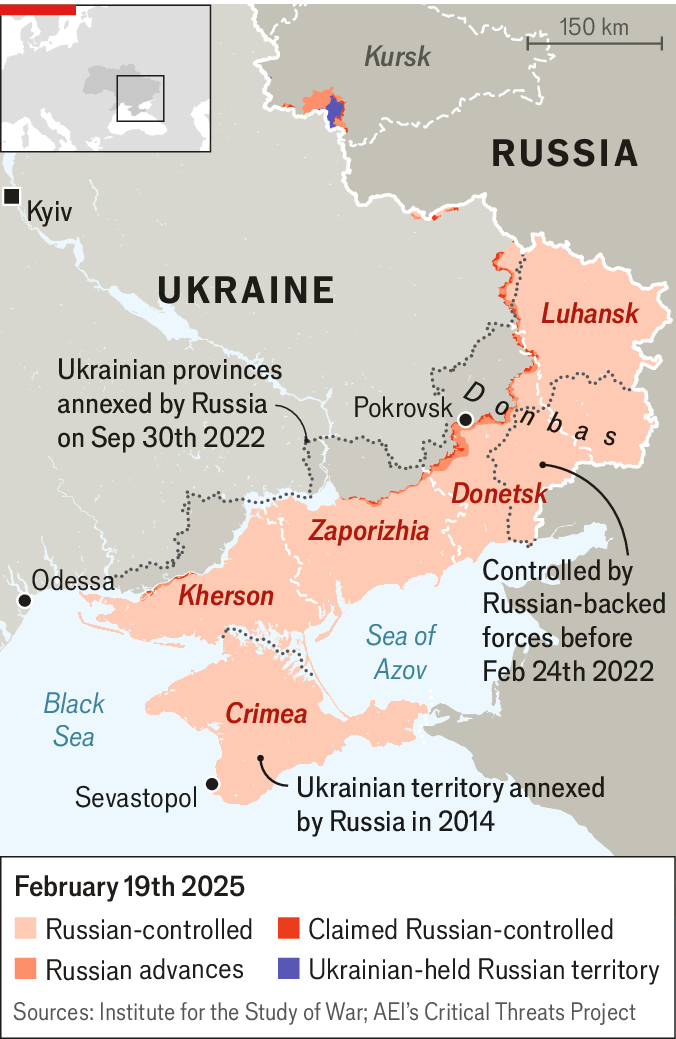 150 km
Kursk
RUSSIA
Kyiv
UKRAINE
Luhansk
Ukrainian provinces
annexed by Russia
on Sep 30th 2022
Pokrovsk
Donbas
Donetsk
Zaporizhia
Odessa
Kherson
Controlled by
Russian-backed
forces before
Feb 24th 2022
Sea of
Azov
Black
Sea
Crimea
Sevastopol
Ukrainian territory annexed
by Russia in 2014
February 19th 2025
Russian-controlled
Claimed Russian-controlled
Russian advances
Ukrainian-held Russian territory
Sources: Institute for the Study of War; AEI's Critical Threats Project